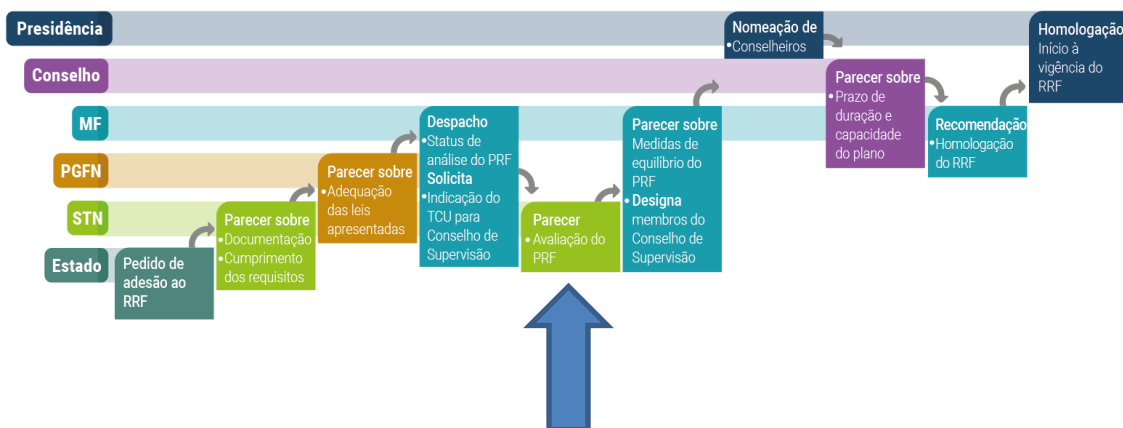 Presidência
Conselho
MF
PGFN
STN
Estado
Pedido de
adesão ao
RRF
Parecer sobre
•Documentação
•Cumprimento
dos requisitos
Parecer sobre
•Adequação
das leis
apresentadas
Despacho
•Status de
análise do PRF
Solicita
•Indicação do
TCU para
Conselho de
Supervisão
Parecer
•Avaliação do
PRF
Parecer sobre
Medidas de
equilíbrio do
PRF
•Designa
membros do
Conselho de
Supervisão
Nomeação de
•Conselheiros
Parecer sobre
•Prazo de
duração e
capacidade
do plano
Recomendação
•Homologação
do RRF
Homologação
Início à
vigência do
RRF